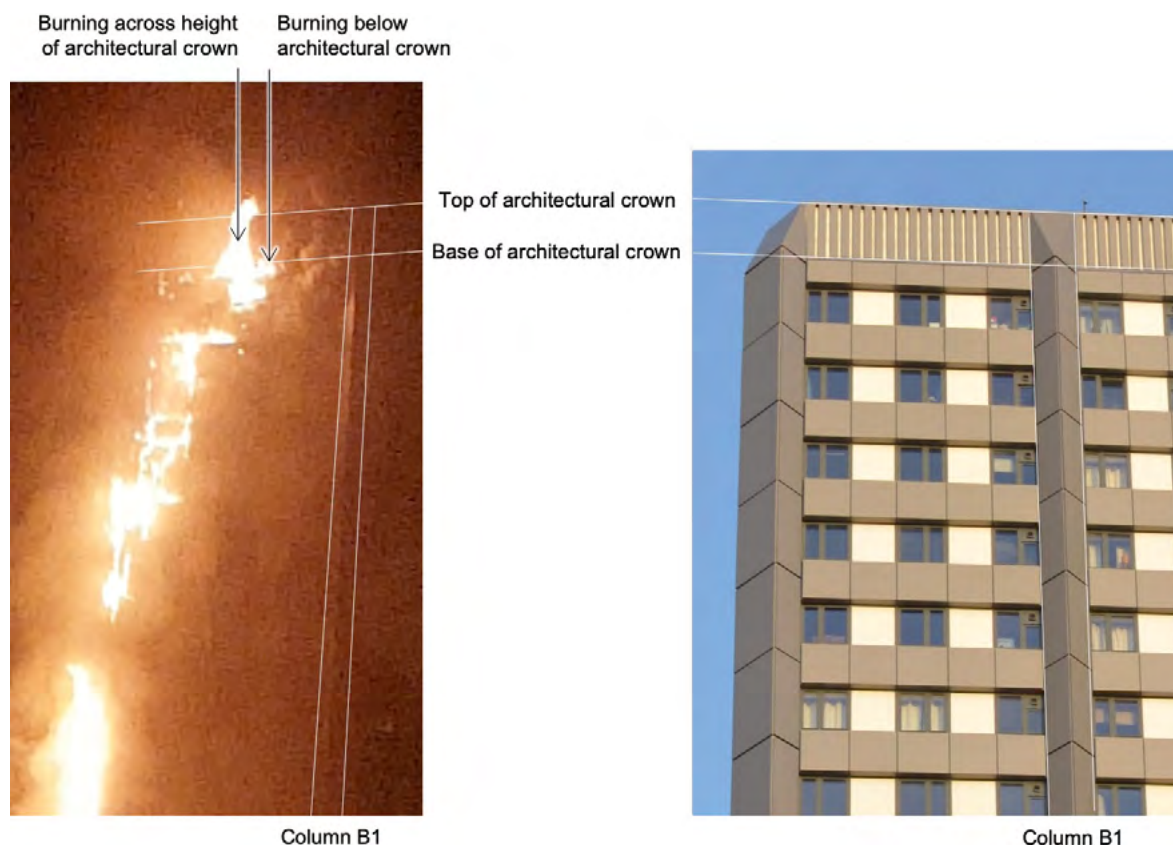 Burning across height
of architectural crown
Burning below
architectural crown
Top of architectural crown
Base of architectural crown
Column B1
Column B1